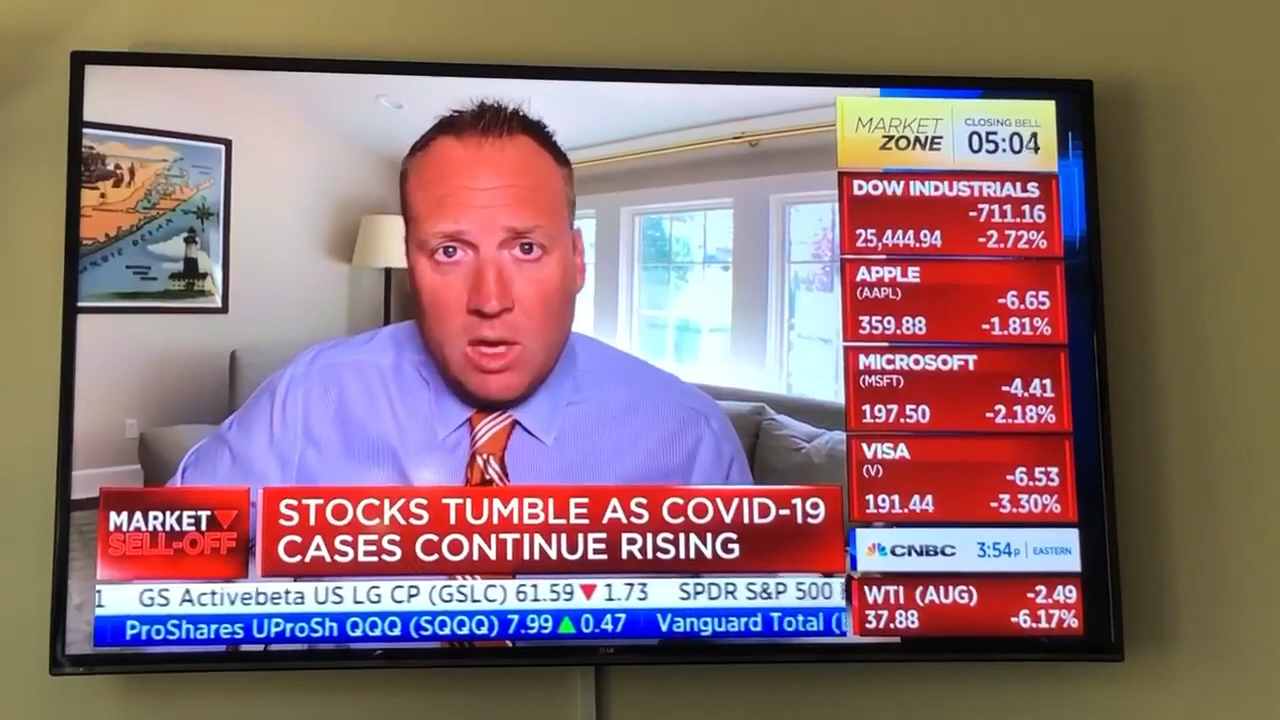 MARKET
ZONE
CLOSING BELL
05:04
DOW INDUSTRIALS
-711.16
25,444.94 -2.72%
APPLE
(AAPL) -6.65
359.88 -1.81%
MICROSOFT
(MSFT) -4.41
197.50 -2.18%
VISA
(V) -6.53
191.44 -3.30%
CNBC 3:54p EASTERN
WTI (AUG) -2.49
37.88 -6.17%
MARKET
SELL-OFF
STOCKS TUMBLE AS COVID-19
CASES CONTINUE RISING
1 GS Activebeta US LG CP (GSLC) 61.59 ▼ 1.73 SPDR S&P 500
ProShares UProSh QQQ (SQQQ) 7.99 ▲ 0.47 Vanguard Total (
LG